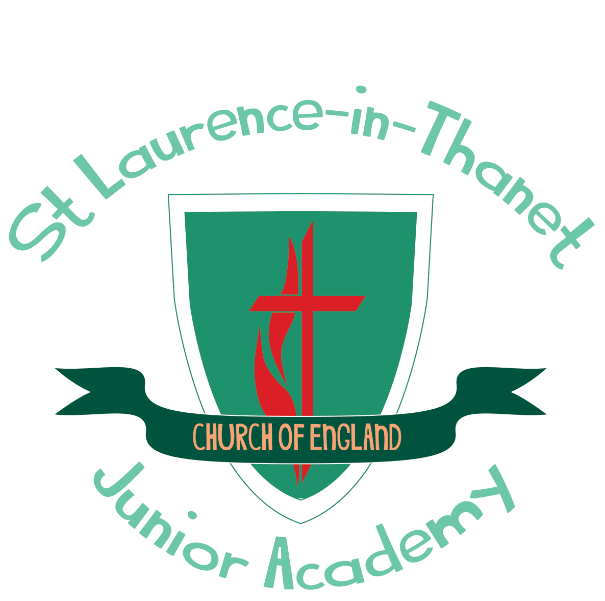 St Laurence-in-Thanet
CHURCH OF ENGLAND
Junior Academy